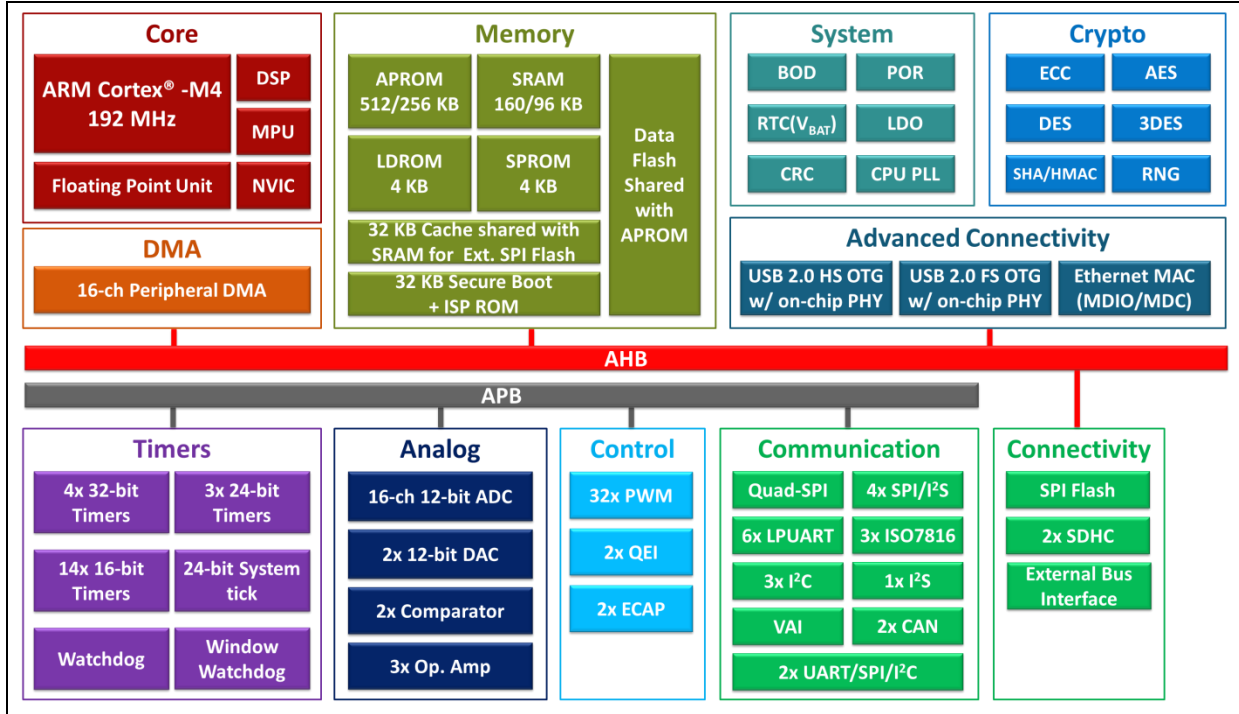 Core
ARM Cortex® -M4
192 MHz
DSP
MPU
Floating Point Unit
NVIC
DMA
16-ch Peripheral DMA
Memory
APROM
512/256 KB
SRAM
160/96 KB
LDROM
4 KB
SPROM
4 KB
32 KB Cache shared with
SRAM for Ext. SPI Flash
32 KB Secure Boot
+ ISP ROM
Data
Flash
Shared
with
APROM
System
BOD
POR
RTC(VBAT)
LDO
CRC
CPU PLL
Crypto
ECC
AES
DES
3DES
SHA/HMAC
RNG
Advanced Connectivity
USB 2.0 HS OTG
w/ on-chip PHY
USB 2.0 FS OTG
w/ on-chip PHY
Ethernet MAC
(MDIO/MDC)
AHB
APB
Timers
4x 32-bit
Timers
3x 24-bit
Timers
14x 16-bit
Timers
24-bit System
tick
Watchdog
Window
Watchdog
Analog
16-ch 12-bit ADC
2x 12-bit DAC
2x Comparator
3x Op. Amp
Control
32x PWM
2x QEI
2x ECAP
Communication
Quad-SPI
4x SPI/I²S
6x LPUART
3x ISO7816
3x I²C
1x I²S
VAI
2x CAN
2x UART/SPI/I²C
Connectivity
SPI Flash
2x SDHC
External Bus
Interface